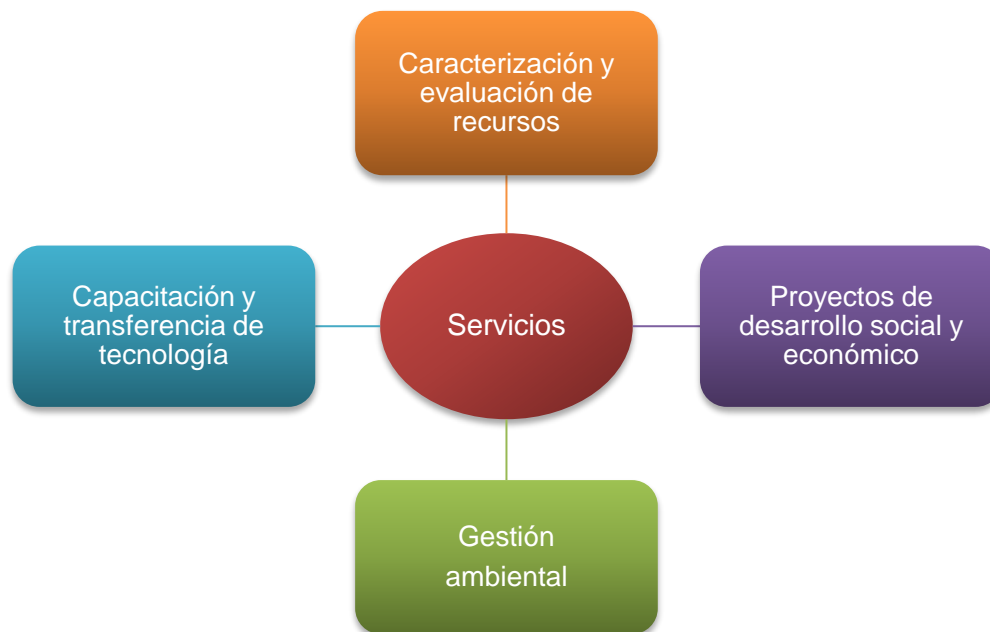 Caracterización y
evaluación de
recursos
Capacitación y
transferencia de
tecnología
Servicios
Proyectos de
desarrollo social y
económico
Gestión
ambiental